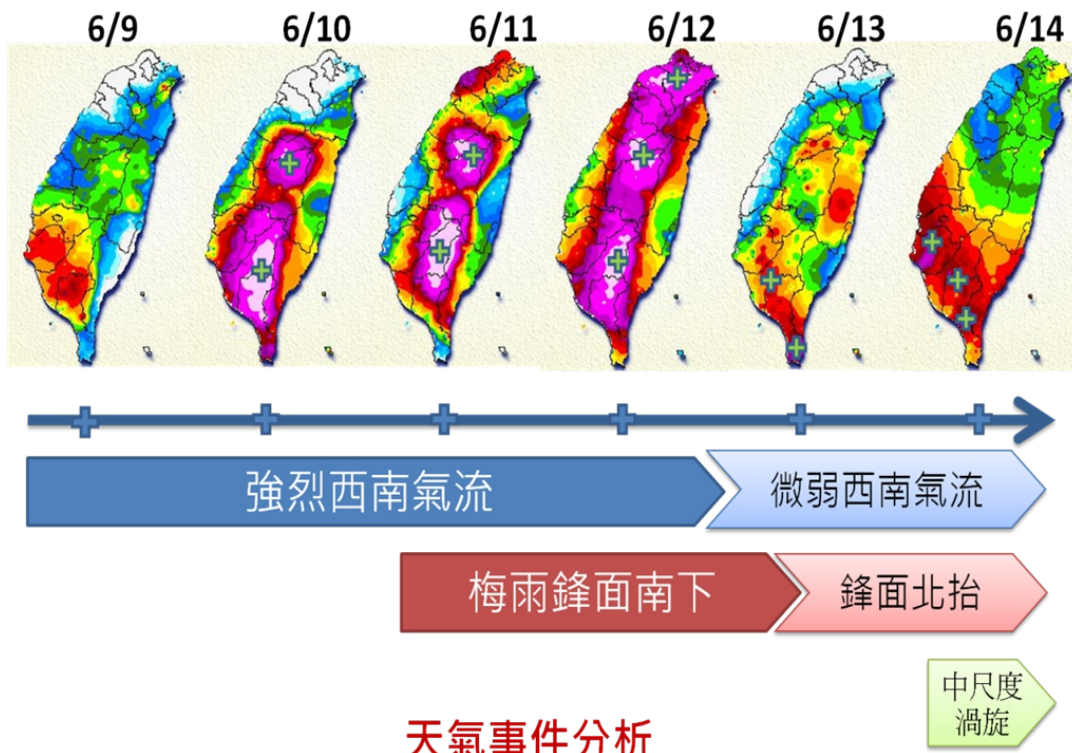 6/9 6/10 6/11 6/12 6/13 6/14
強烈西南氣流 微弱西南氣流
梅雨鋒面南下 鋒面北抬
中尺度
渦旋
天氣事件分析